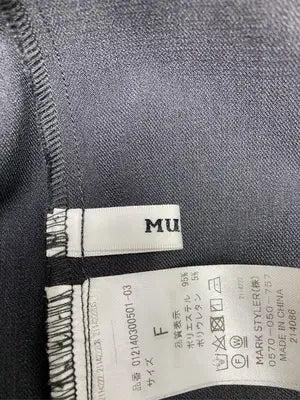 MU
品番 012140300501-03
サイズ F
品質表示
ポリエステル 95%
ポリウレタン 5%
MARK STYLER(株)
0570-050-757
MADE IN CHINA
2140B6